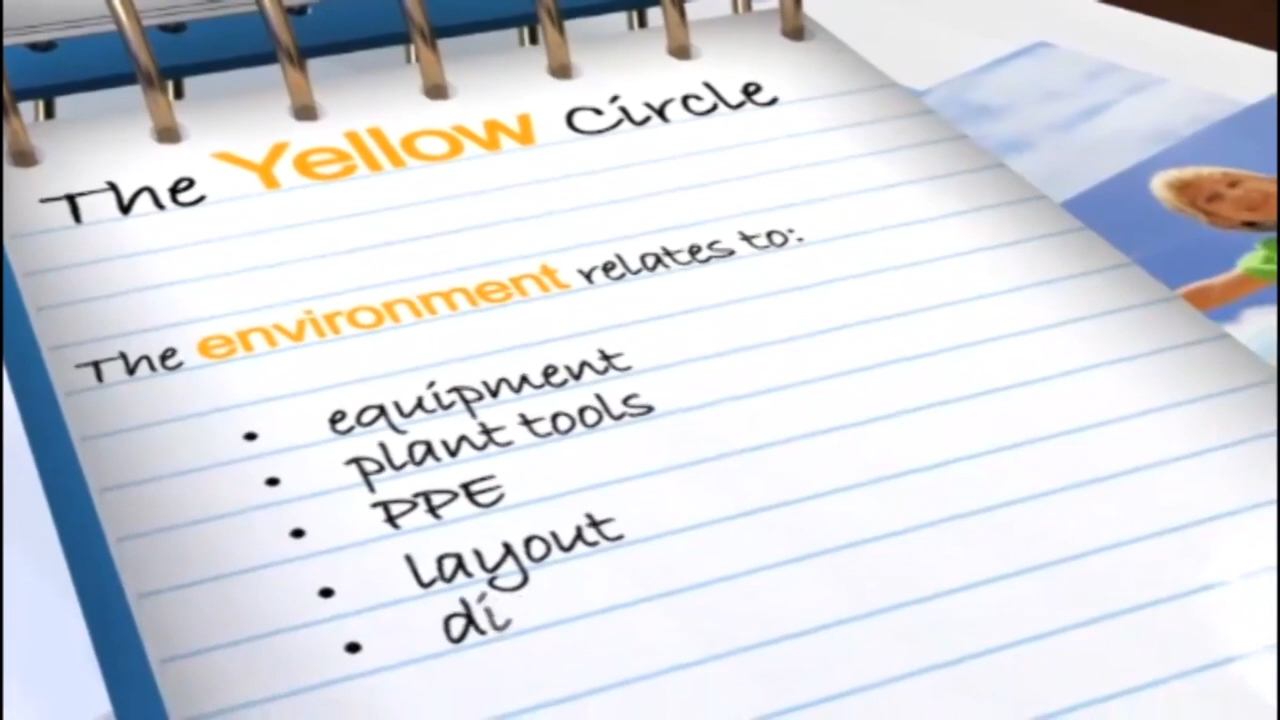 The Yellow Circle
The environment relates to:
• equipment
• plant tools
• PPE
• layout
• di